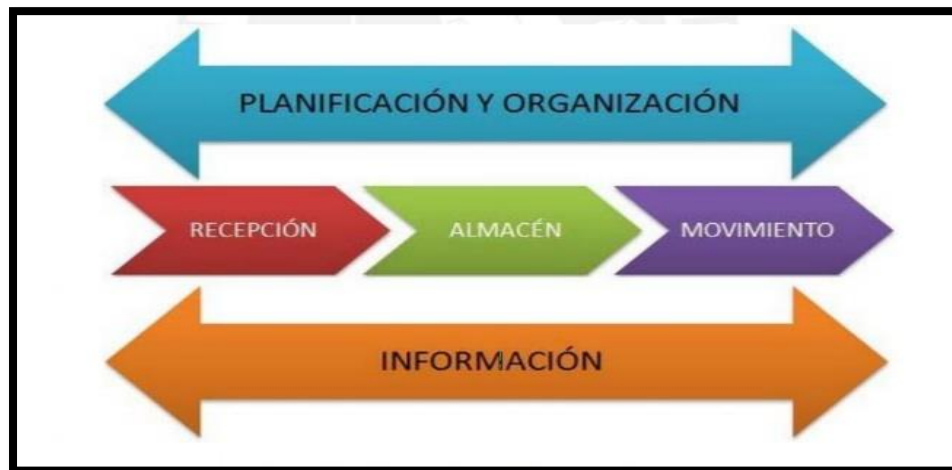 PLANIFICACIÓN Y ORGANIZACIÓN
RECEPCIÓN
ALMACÉN
MOVIMIENTO
INFORMACIÓN